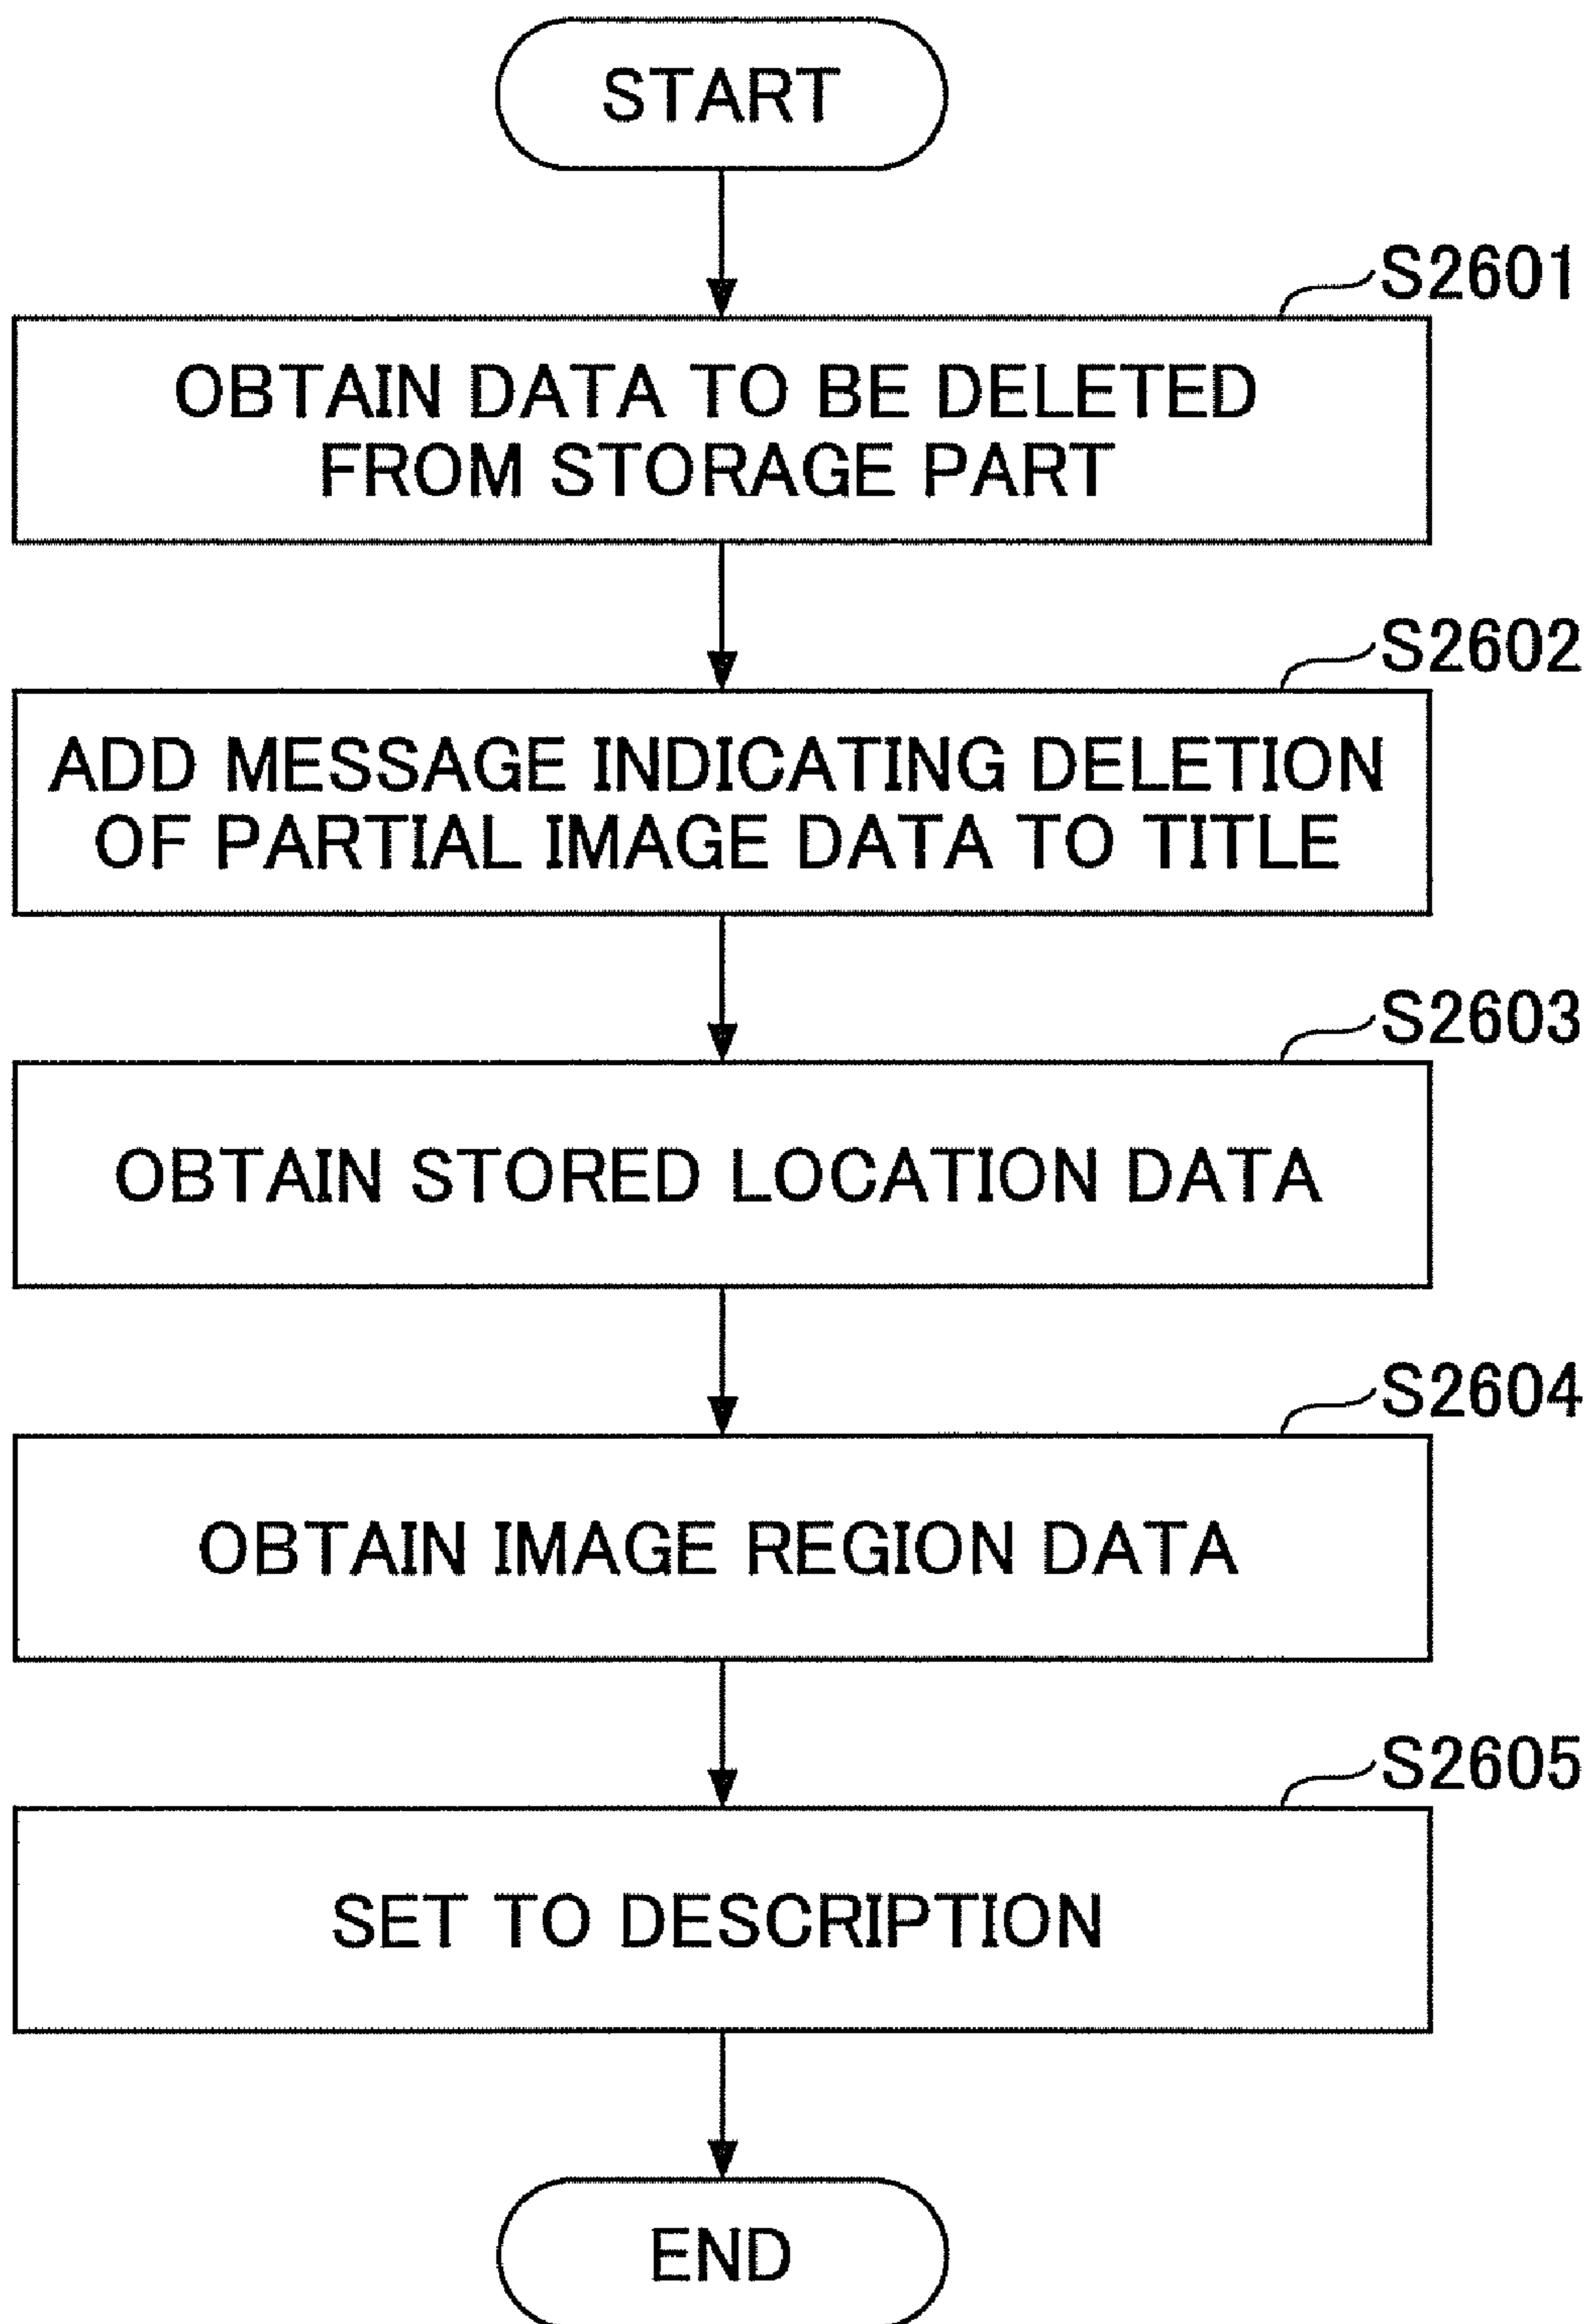 START
S2601
OBTAIN DATA TO BE DELETED
FROM STORAGE PART
S2602
ADD MESSAGE INDICATING DELETION
OF PARTIAL IMAGE DATA TO TITLE
S2603
OBTAIN STORED LOCATION DATA
S2604
OBTAIN IMAGE REGION DATA
S2605
SET TO DESCRIPTION
END